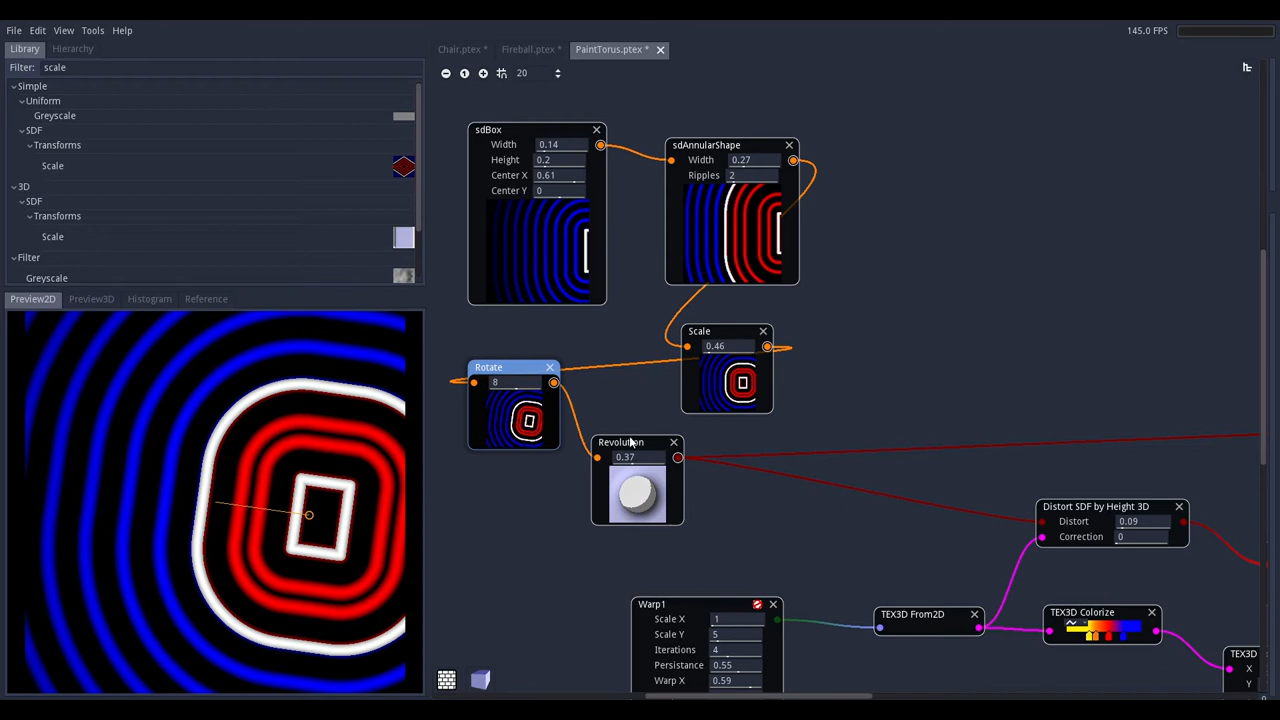 File Edit View Tools Help
145.0 FPS
Library Hierarchy
Chair.ptex * Fireball.ptex * PaintTorus.ptex *
Filter: scale
20
Simple
Uniform
Greyscale
SDF
Transforms
Scale
3D
SDF
Transforms
Scale
Filter
Greyscale
Preview2D Preview3D Histogram Reference
sdBox
Width 0.14
Height 0.2
Center X 0.61
Center Y 0
sdAnnularShape
Width 0.27
Ripples 2
Scale
0.46
Rotate
8
Revolution
0.37
Distort SDF by Height 3D
Distort 0.09
Correction 0
Warp1
Scale X 1
Scale Y 5
Iterations 4
Persistance 0.55
Warp X 0.59
TEX3D From2D
TEX3D Colorize
TEX3D
X
Y